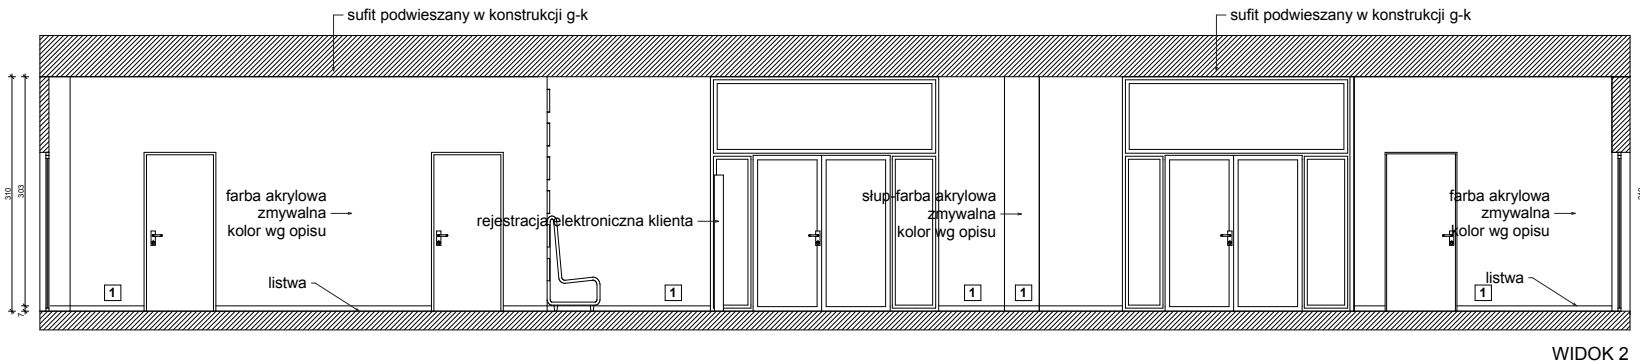 sufit podwieszany w konstrukcji g-k
sufit podwieszany w konstrukcji g-k
310
303
7
farba akrylowa
zmywalna
kolor wg opisu
rejestracja elektroniczna klienta
słup-farba akrylowa
zmywalna
kolor wg opisu
farba akrylowa
zmywalna
kolor wg opisu
listwa
listwa
1
1
1
1
1
WIDOK 2